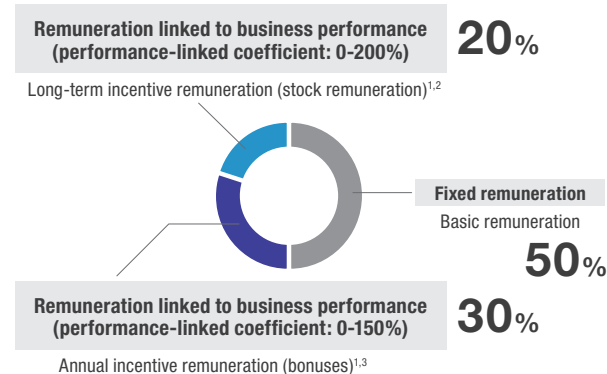 Remuneration linked to business performance
(performance-linked coefficient: 0-200%)
20%
Long-term incentive remuneration (stock remuneration)1,2
Fixed remuneration
Basic remuneration
50%
Remuneration linked to business performance
(performance-linked coefficient: 0-150%)
30%
Annual incentive remuneration (bonuses)1,3